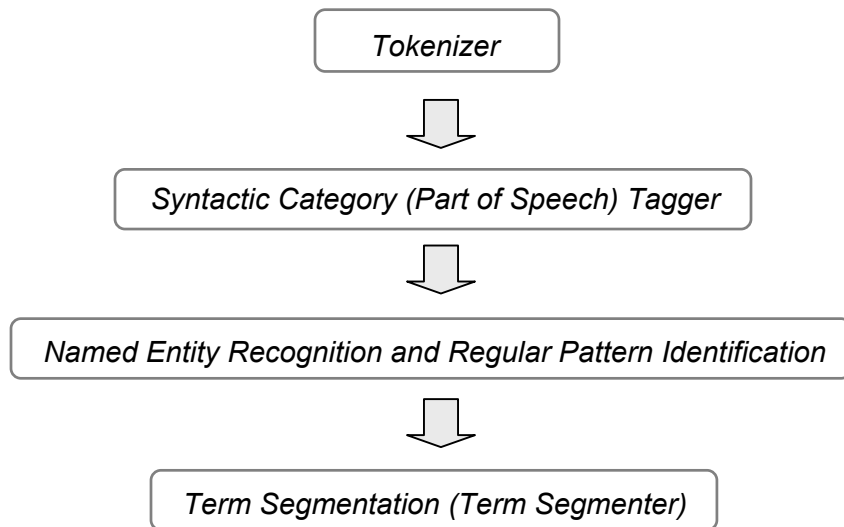 Tokenizer
Syntactic Category (Part of Speech) Tagger
Named Entity Recognition and Regular Pattern Identification
Term Segmentation (Term Segmenter)